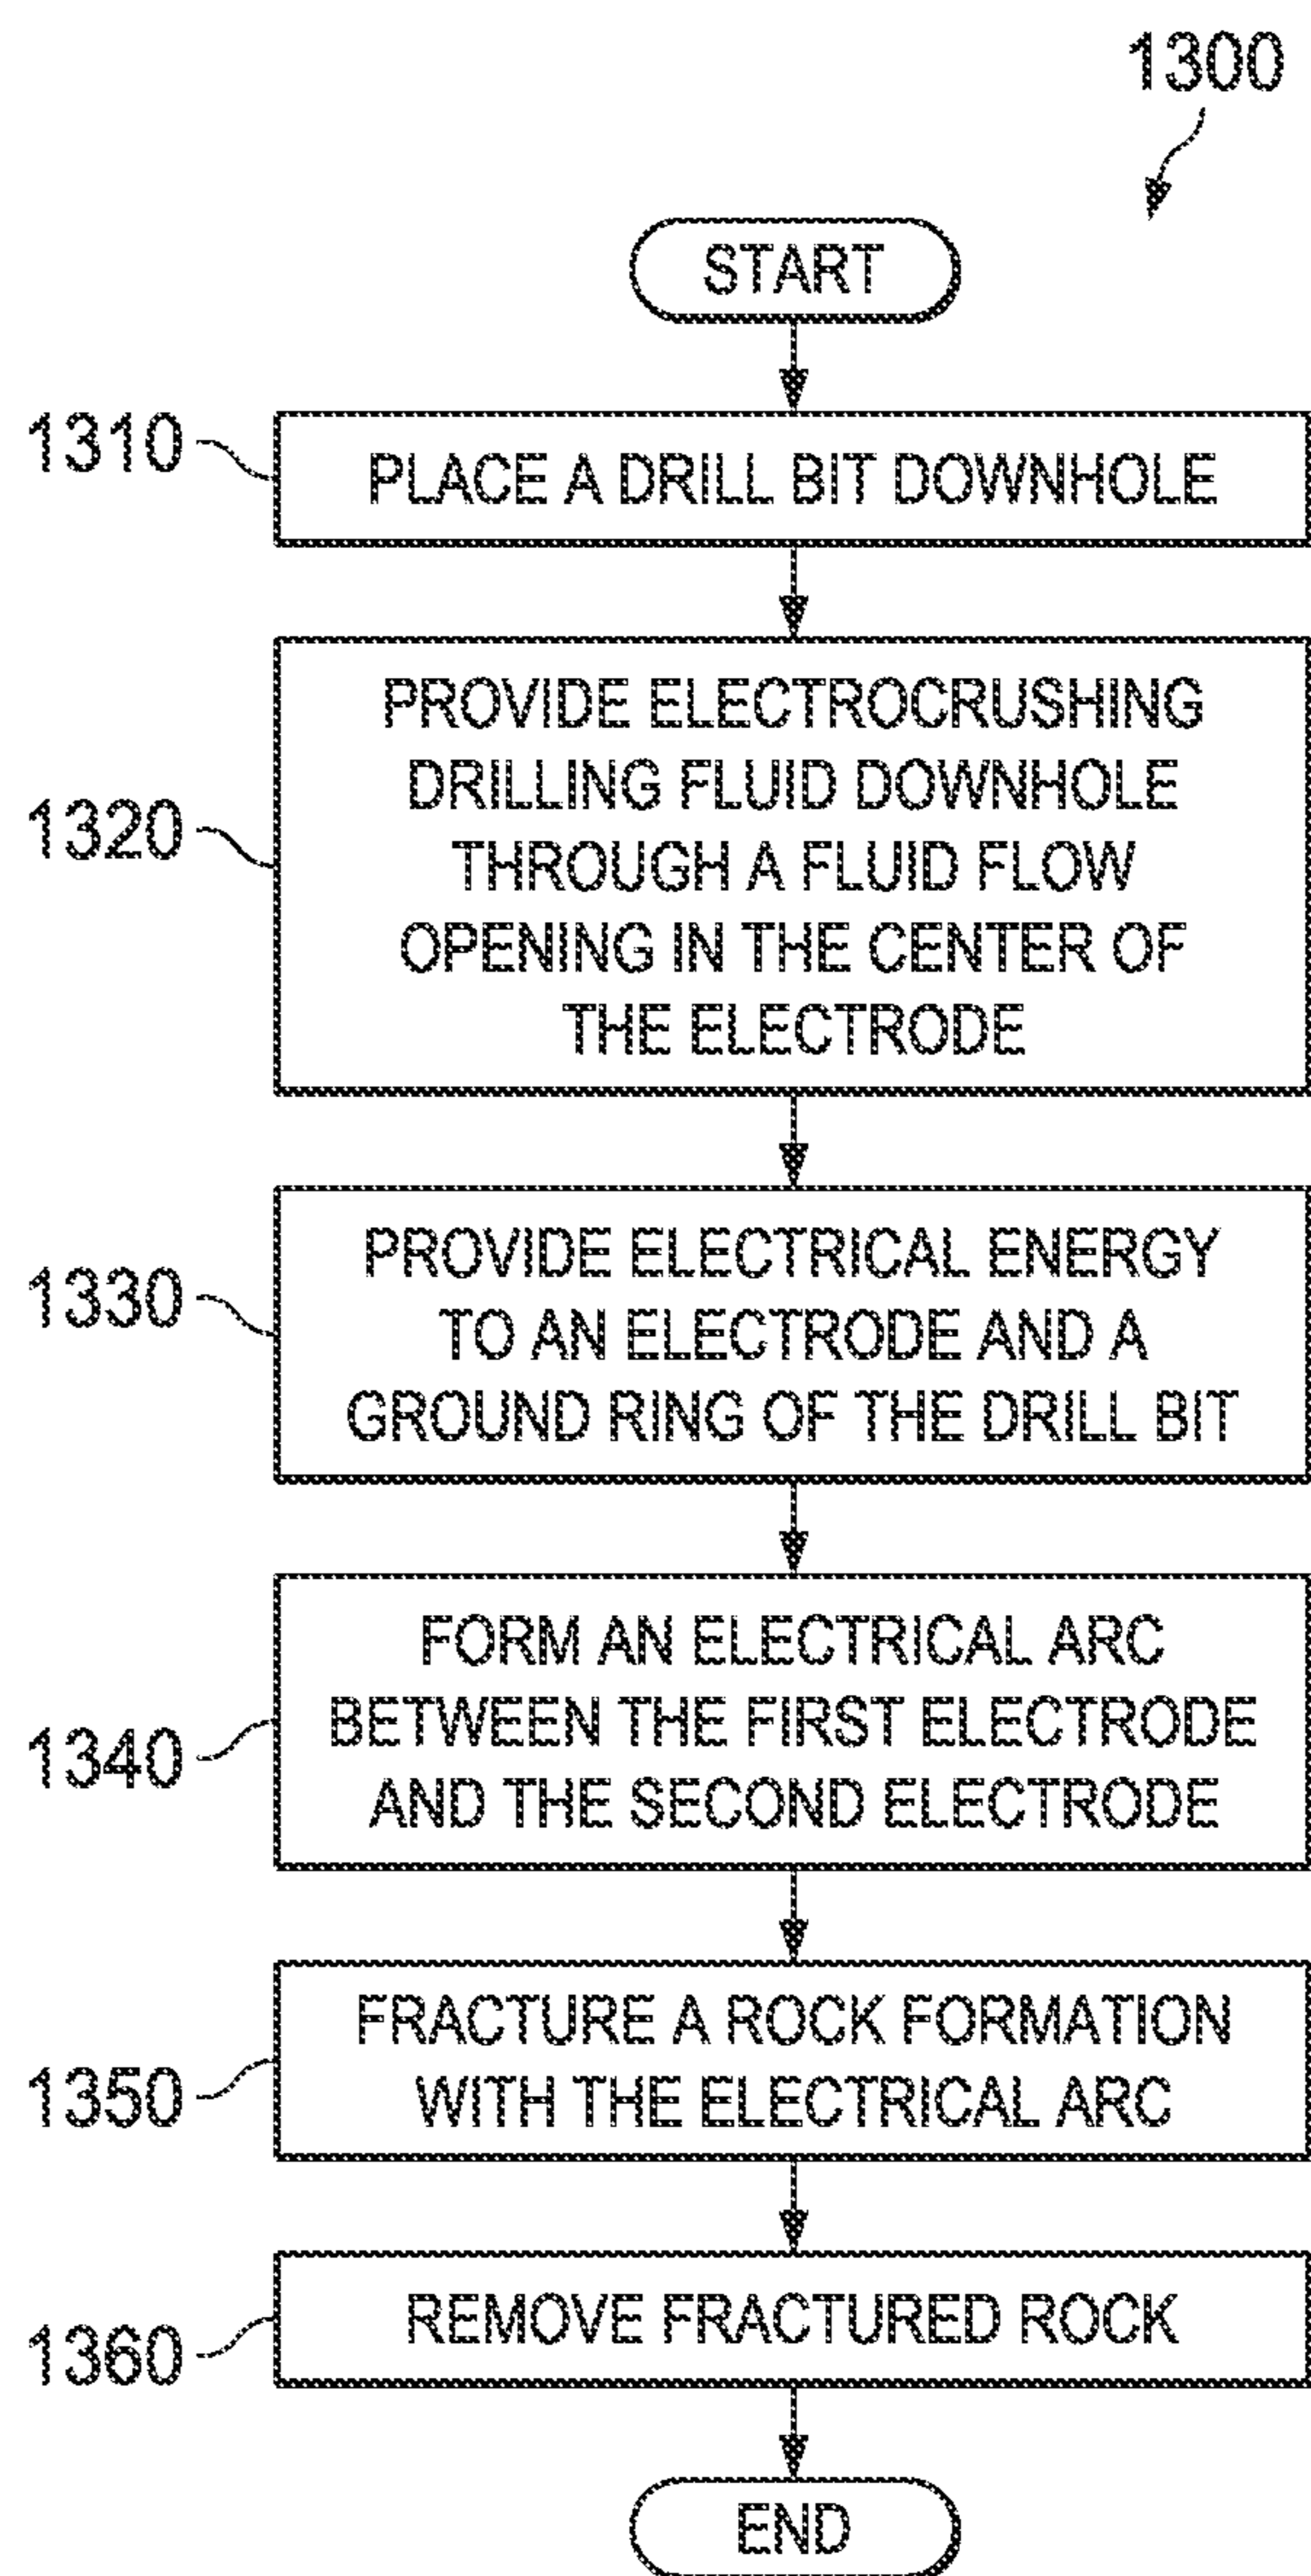 1300
START
1310
PLACE A DRILL BIT DOWNHOLE
PROVIDE ELECTROCRUSHING
DRILLING FLUID DOWNHOLE
1320
THROUGH A FLUID FLOW
OPENING IN THE CENTER OF
THE ELECTRODE
1330
PROVIDE ELECTRICAL ENERGY
TO AN ELECTRODE AND A
GROUND RING OF THE DRILL BIT
1340
FORM AN ELECTRICAL ARC
BETWEEN THE FIRST ELECTRODE
AND THE SECOND ELECTRODE
1350
FRACTURE A ROCK FORMATION
WITH THE ELECTRICAL ARC
1360
REMOVE FRACTURED ROCK
END